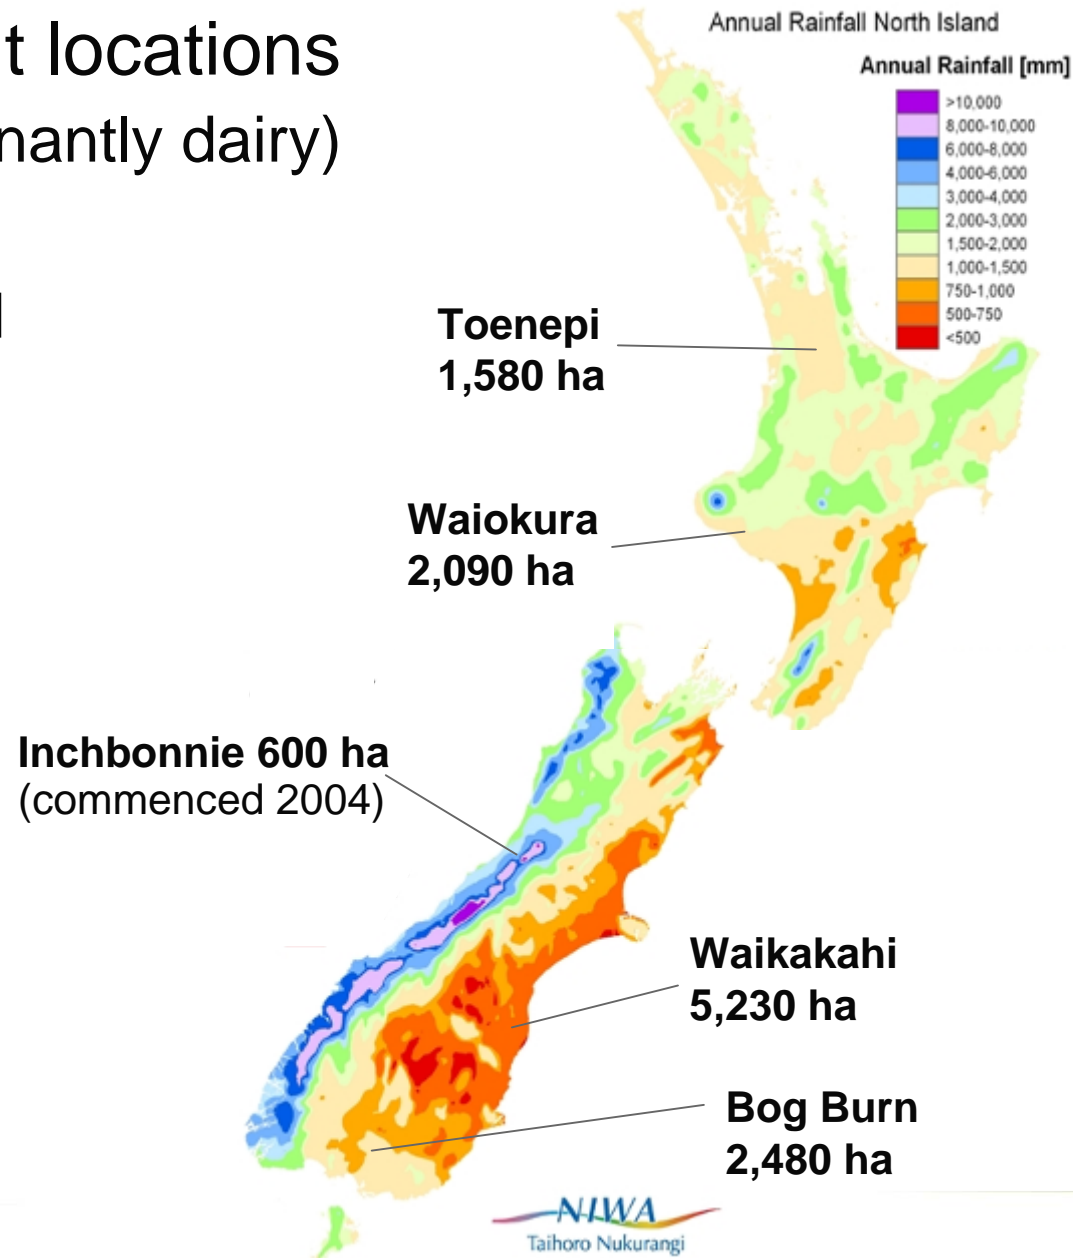 t locations
nantly dairy)
Annual Rainfall North Island
Annual Rainfall [mm]
>10,000
8,000-10,000
6,000-8,000
4,000-6,000
3,000-4,000
2,000-3,000
1,500-2,000
1,000-1,500
750-1,000
500-750
<500
Toenepi
1,580 ha
Waiokura
2,090 ha
Inchbonnie 600 ha
(commenced 2004)
Waikakahi
5,230 ha
Bog Burn
2,480 ha
NIWA
Taihoro Nukurangi